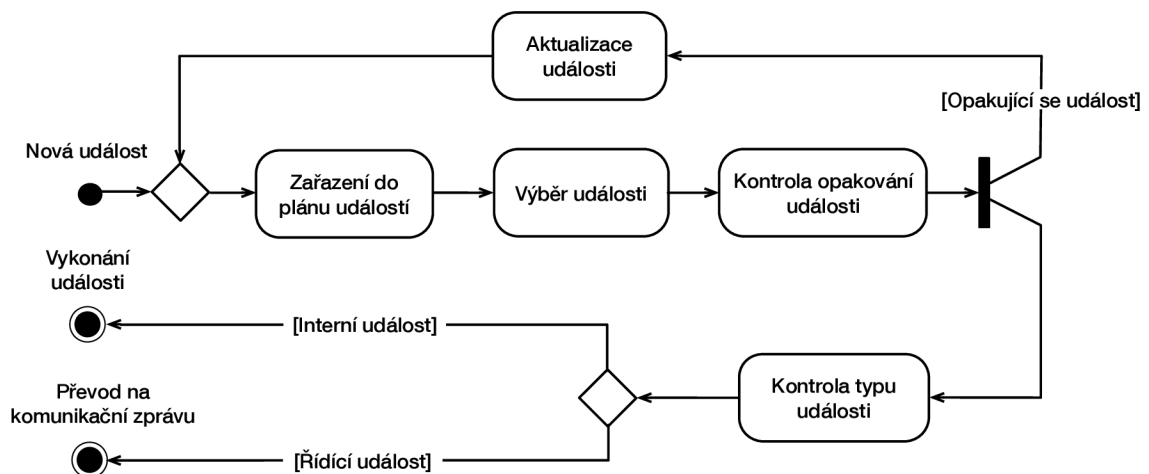 Aktualizace
události
[Opakující se událost]
Nová událost
Zařazení do
plánu událostí
Výběr události
Kontrola opakování
události
Vykonání
události
[Interní událost]
Převod na
komunikační zprávu
Kontrola typu
události
[Řídící událost]